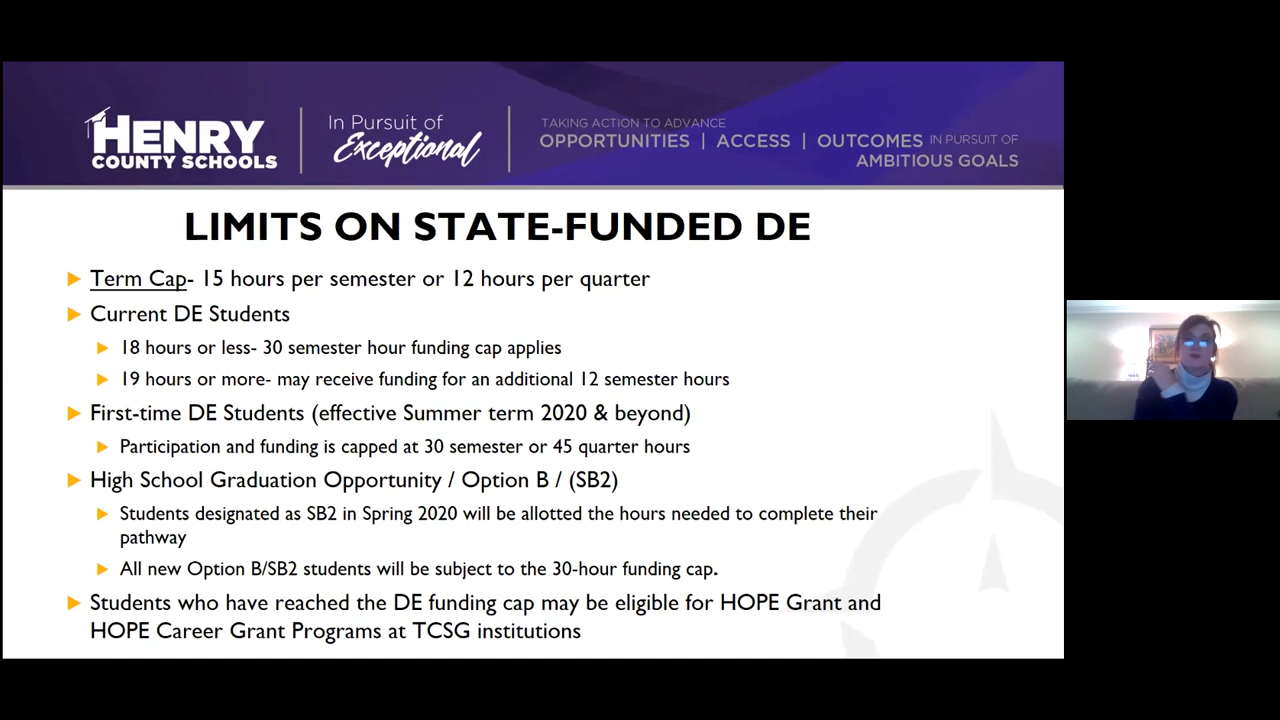 HENRY
COUNTY SCHOOLS
In Pursuit of
Exceptional
TAKING ACTION TO ADVANCE
OPPORTUNITIES | ACCESS | OUTCOMES IN PURSUIT OF
AMBITIOUS GOALS
LIMITS ON STATE-FUNDED DE
Term Cap- 15 hours per semester or 12 hours per quarter
Current DE Students
18 hours or less- 30 semester hour funding cap applies
19 hours or more- may receive funding for an additional 12 semester hours
First-time DE Students (effective Summer term 2020 & beyond)
Participation and funding is capped at 30 semester or 45 quarter hours
High School Graduation Opportunity / Option B / (SB2)
Students designated as SB2 in Spring 2020 will be allotted the hours needed to complete their
pathway
All new Option B/SB2 students will be subject to the 30-hour funding cap.
Students who have reached the DE funding cap may be eligible for HOPE Grant and
HOPE Career Grant Programs at TCSG institutions